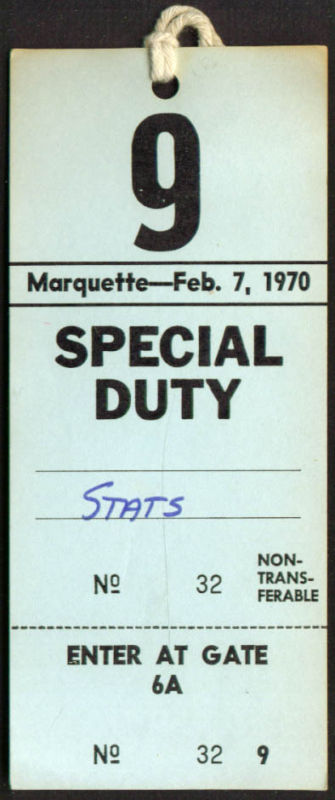 9
Marquette—Feb. 7, 1970
SPECIAL
DUTY
STATS
Nº 32 NON-
TRANS-
FERABLE
ENTER AT GATE
6A
Nº 32 9